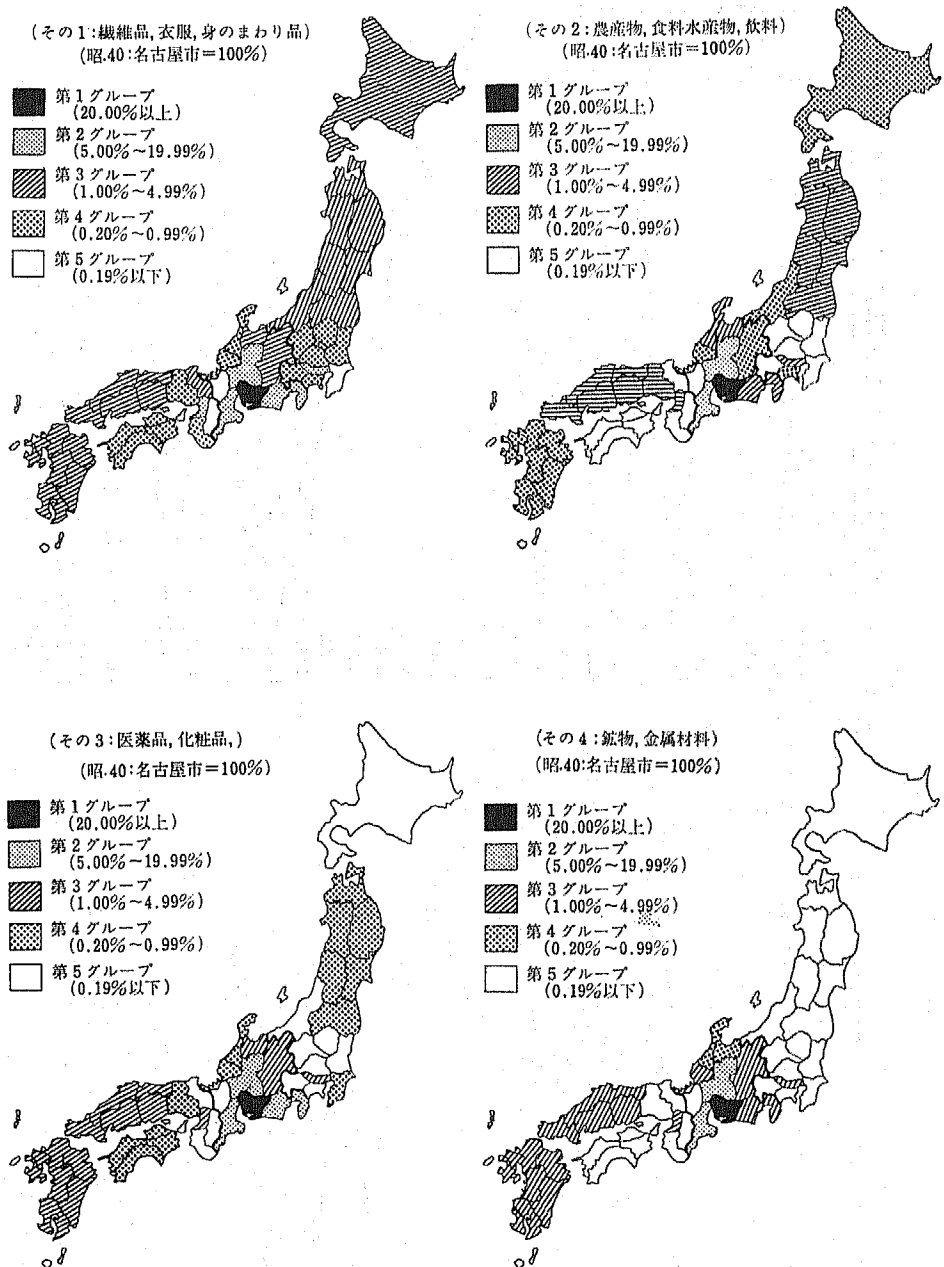 (その1:繊維品,衣服,身のまわり品)
(昭.40:名古屋市=100%)
第1グループ
(20.00%以上)
第2グループ
(5.00%~19.99%)
第3グループ
(1.00%~4.99%)
第4グループ
(0.20%~0.99%)
第5グループ
(0.19%以下)
(その2:農産物,食料水産物,飲料)
(昭.40:名古屋市=100%)
第1グループ
(20.00%以上)
第2グループ
(5.00%~19.99%)
第3グループ
(1.00%~4.99%)
第4グループ
(0.20%~0.99%)
第5グループ
(0.19%以下)
(その3:医薬品,化粧品,)
(昭.40:名古屋市=100%)
第1グループ
(20.00%以上)
第2グループ
(5.00%~19.99%)
第3グループ
(1.00%~4.99%)
第4グループ
(0.20%~0.99%)
第5グループ
(0.19%以下)
(その4:鉱物,金属材料)
(昭.40:名古屋市=100%)
第1グループ
(20.00%以上)
第2グループ
(5.00%~19.99%)
第3グループ
(1.00%~4.99%)
第4グループ
(0.20%~0.99%)
第5グループ
(0.19%以下)